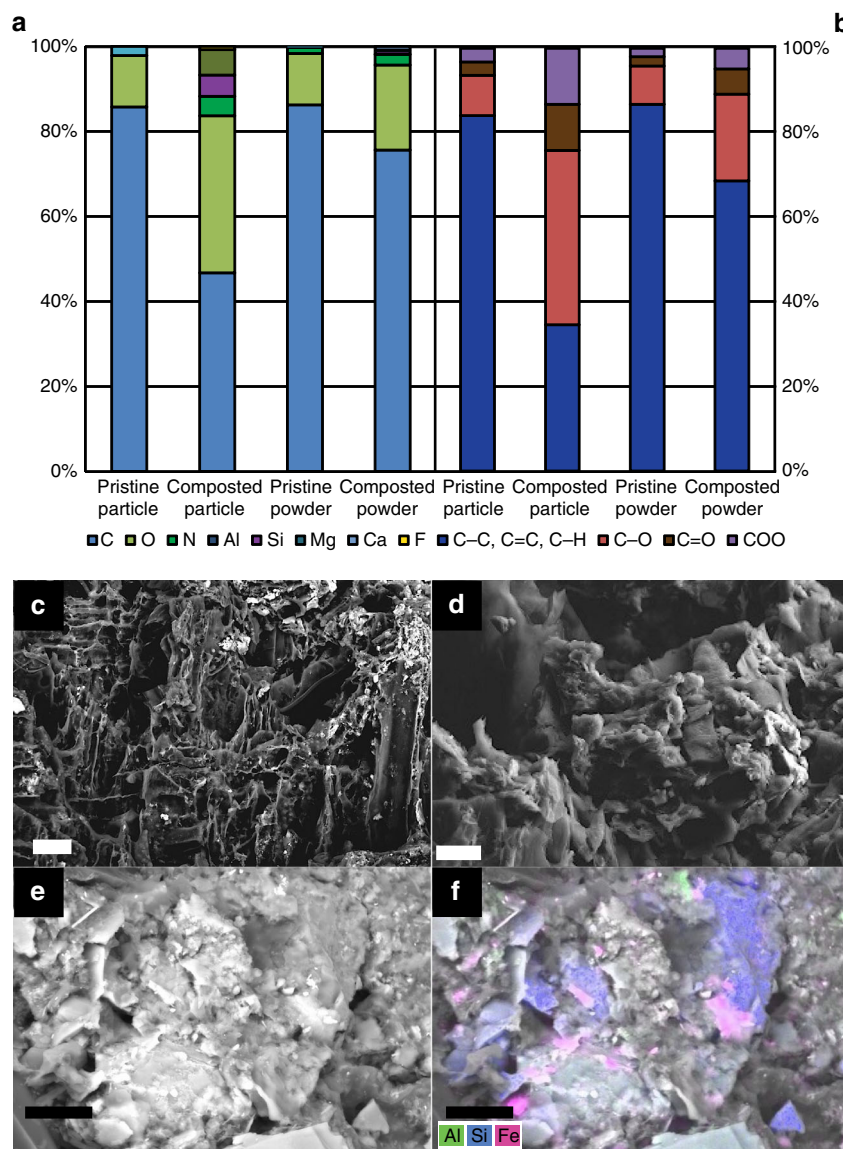 a
b
100%
80%
60%
40%
20%
0%
100%
80%
60%
40%
20%
0%
Pristine particle
Composted particle
Pristine powder
Composted powder
Pristine particle
Composted particle
Pristine powder
Composted powder
C O N Al Si Mg Ca F C–C, C=C, C–H C–O C=O COO
c
d
e
f
Al Si Fe